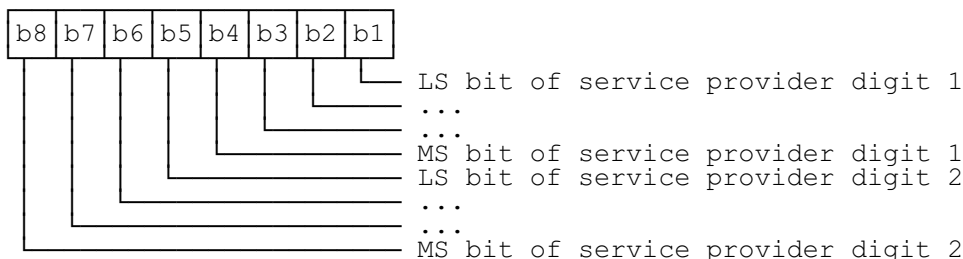 b8 b7 b6 b5 b4 b3 b2 b1
LS bit of service provider digit 1
...
...
MS bit of service provider digit 1
LS bit of service provider digit 2
...
...
MS bit of service provider digit 2